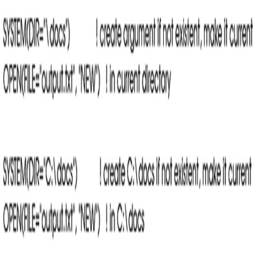 SYSTEM(DIR='\docs') ! create argument if not existent, make it current
OPEN(FILE='output.txt', 'NEW') ! in current directory
SYSTEM(DIR='C:\docs') ! create C:\docs if not existent, make it current
OPEN(FILE='output.txt', 'NEW') ! in C:\docs